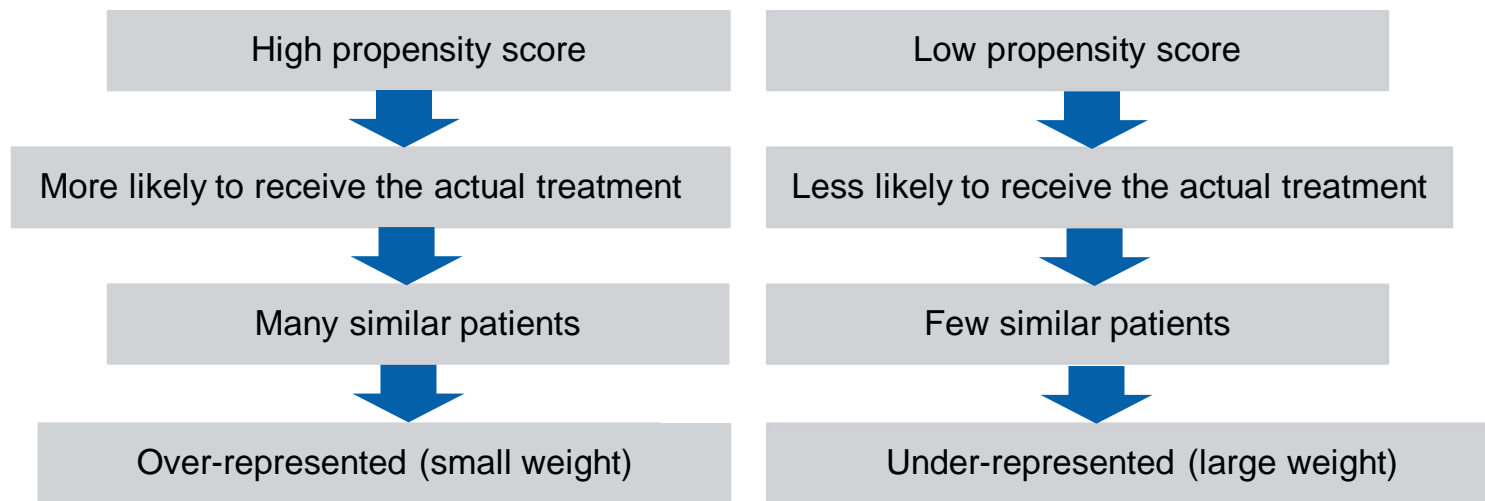 High propensity score
More likely to receive the actual treatment
Many similar patients
Over-represented (small weight)
Low propensity score
Less likely to receive the actual treatment
Few similar patients
Under-represented (large weight)